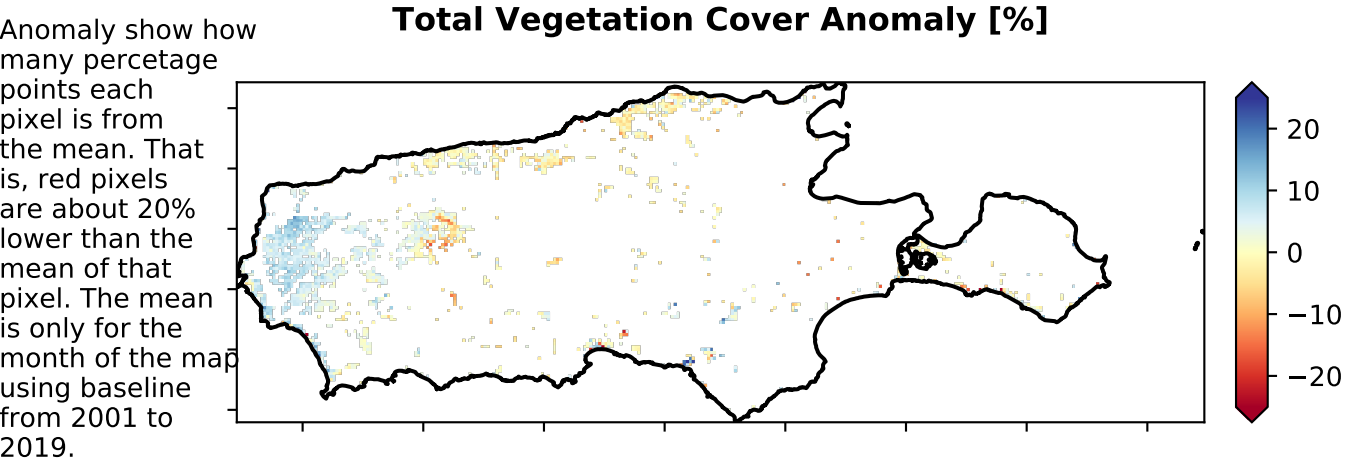 Total Vegetation Cover Anomaly [%]
Anomaly show how
many percetage
points each
pixel is from
the mean. That
is, red pixels
are about 20%
lower than the
mean of that
pixel. The mean
is only for the
month of the map
using baseline
from 2001 to
2019.
20
10
0
−10
−20